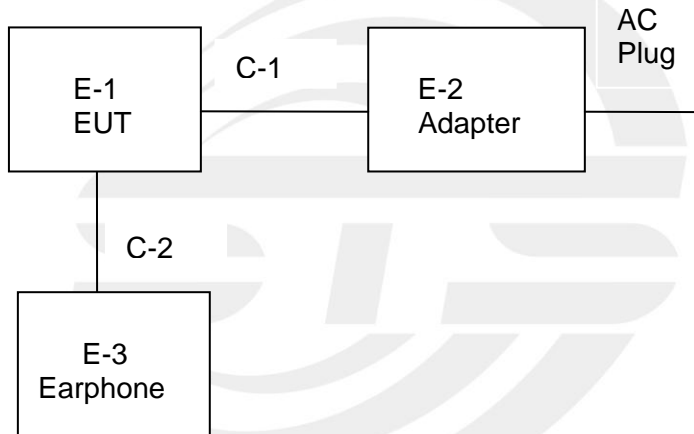 AC
Plug
C-1
E-1
EUT
E-2
Adapter
C-2
E-3
Earphone